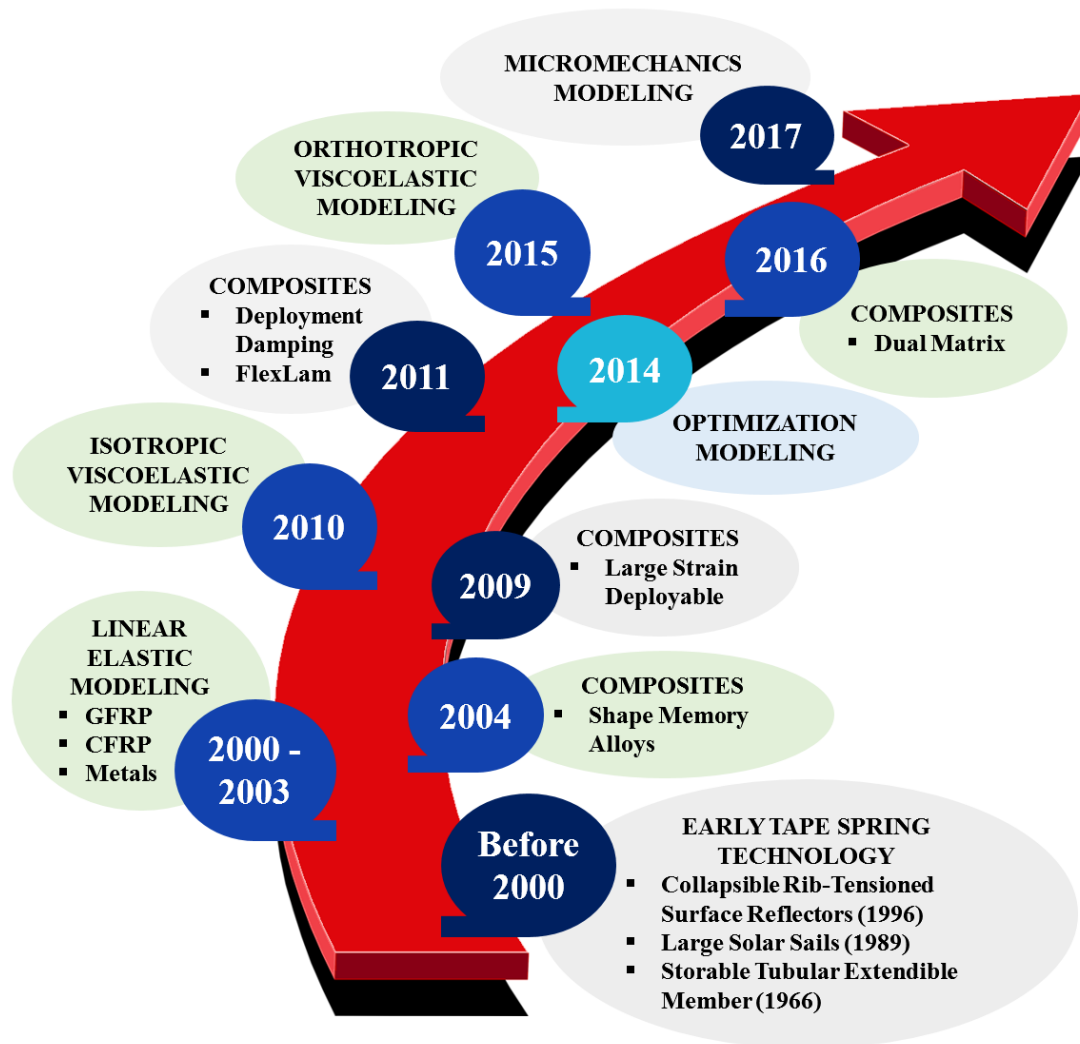 MICROMECHANICS
MODELING
2017
ORTHOTROPIC
VISCOELASTIC
MODELING
2015
2016
COMPOSITES
▪ Dual Matrix
COMPOSITES
▪ Deployment
Damping
▪ FlexLam
2011
2014
OPTIMIZATION
MODELING
ISOTROPIC
VISCOELASTIC
MODELING
2010
2009
COMPOSITES
▪ Large Strain
Deployable
LINEAR
ELASTIC
MODELING
▪ GFRP
▪ CFRP
▪ Metals
2000 -
2003
2004
COMPOSITES
▪ Shape Memory
Alloys
Before
2000
EARLY TAPE SPRING
TECHNOLOGY
▪ Collapsible Rib-Tensioned
Surface Reflectors (1996)
▪ Large Solar Sails (1989)
▪ Storable Tubular Extendible
Member (1966)